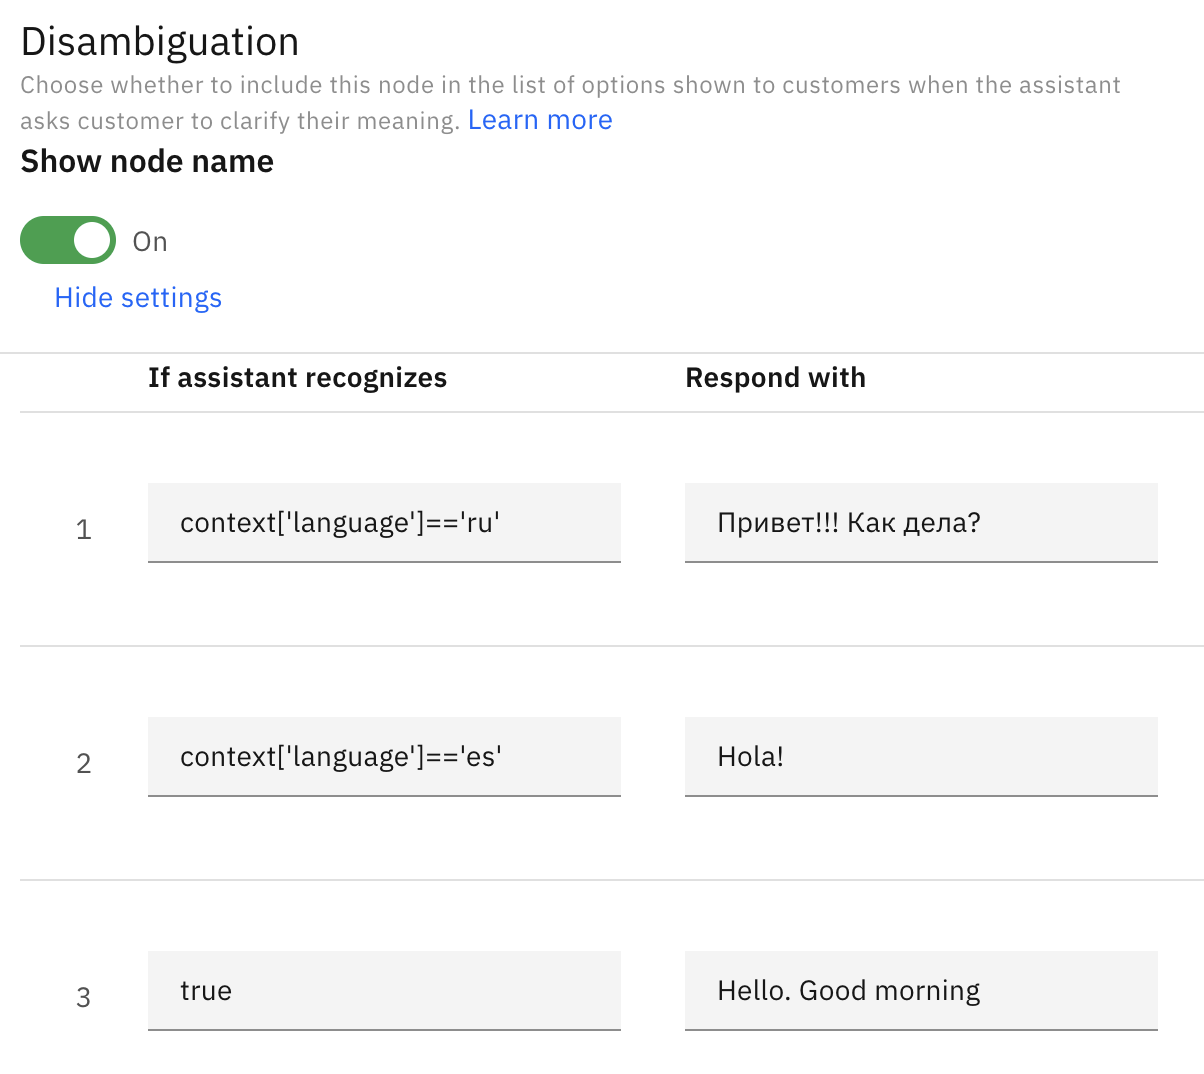 Disambiguation
Choose whether to include this node in the list of options shown to customers when the assistant
asks customer to clarify their meaning. Learn more
Show node name
On
Hide settings
If assistant recognizes Respond with
1 context['language']=='ru' Привет!!! Как дела?
2 context['language']=='es' Hola!
3 true Hello. Good morning